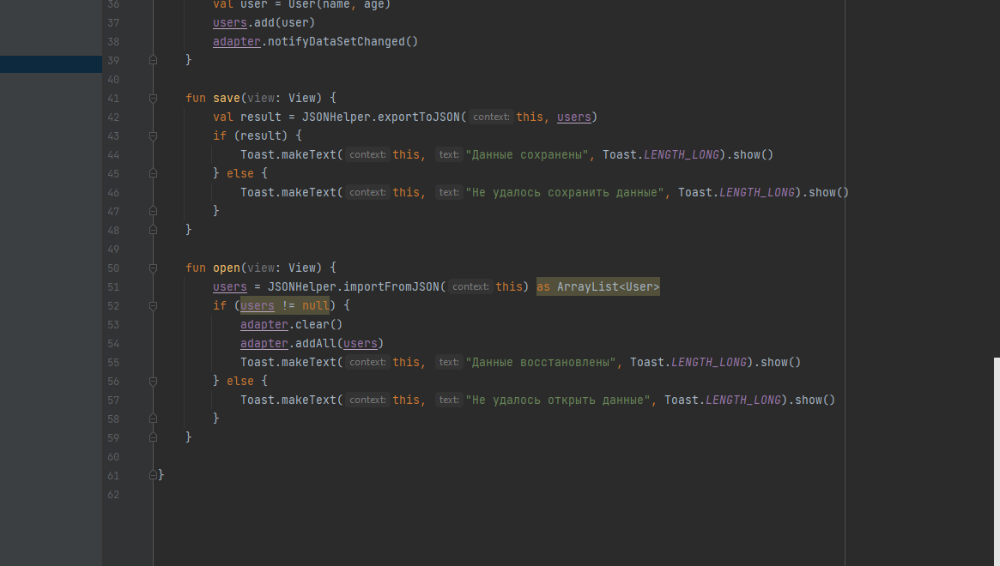 36 val user = User(name, age)
37 users.add(user)
38 adapter.notifyDataSetChanged()
39 }
40
41 fun save(view: View) {
42 val result = JSONHelper.exportToJSON( context: this, users)
43 if (result) {
44 Toast.makeText( context: this, text: "Данные сохранены", Toast.LENGTH_LONG).show()
45 } else {
46 Toast.makeText( context: this, text: "Не удалось сохранить данные", Toast.LENGTH_LONG).show()
47 }
48 }
49
50 fun open(view: View) {
51 users = JSONHelper.importFromJSON( context: this) as ArrayList<User>
52 if (users != null) {
53 adapter.clear()
54 adapter.addAll(users)
55 Toast.makeText( context: this, text: "Данные восстановлены", Toast.LENGTH_LONG).show()
56 } else {
57 Toast.makeText( context: this, text: "Не удалось открыть данные", Toast.LENGTH_LONG).show()
58 }
59 }
60
61 }
62